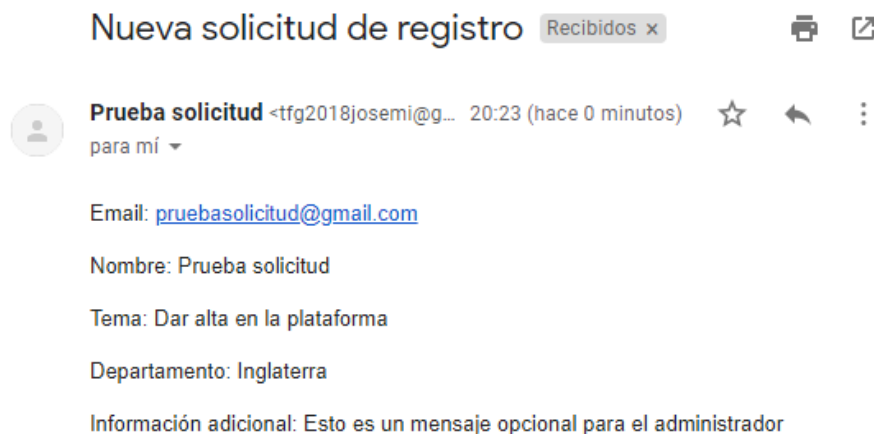 Nueva solicitud de registro Recibidos x
Prueba solicitud <tfg2018josemi@g... 20:23 (hace 0 minutos)
para mí
Email: pruebasolicitud@gmail.com
Nombre: Prueba solicitud
Tema: Dar alta en la plataforma
Departamento: Inglaterra
Información adicional: Esto es un mensaje opcional para el administrador